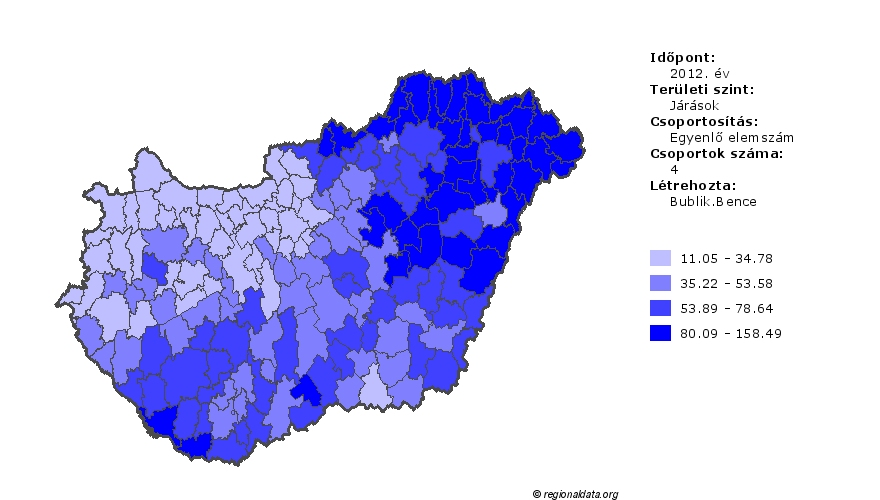 Időpont:
2012. év
Területi szint:
Járások
Csoportosítás:
Egyenlő elemszám
Csoportok száma:
4
Létrehozta:
Bublik.Bence
11.05 - 34.78
35.22 - 53.58
53.89 - 78.64
80.09 - 158.49
© regionaldata.org